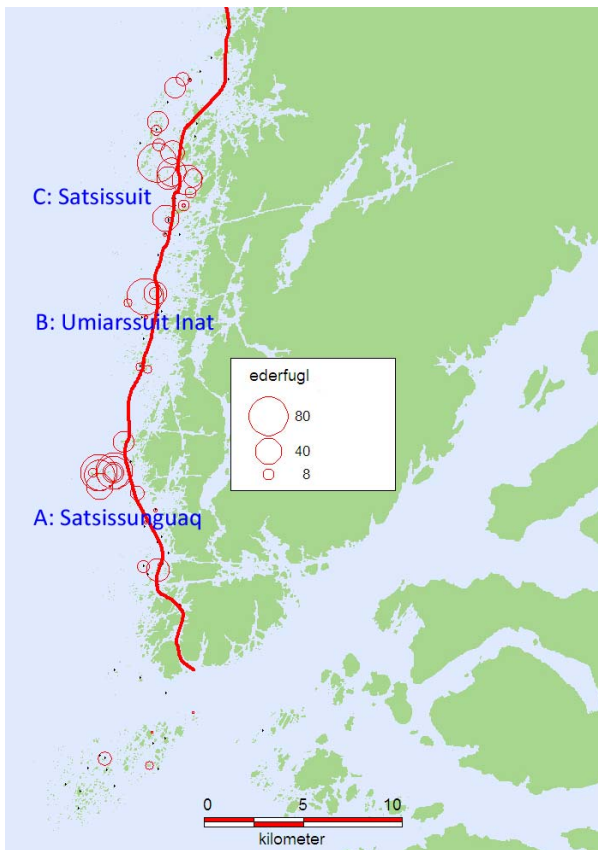 C: Satsissuit
B: Umiarssuit Inat
ederfugl
80
40
8
A: Satsissunguaq
0 5 10
kilometer